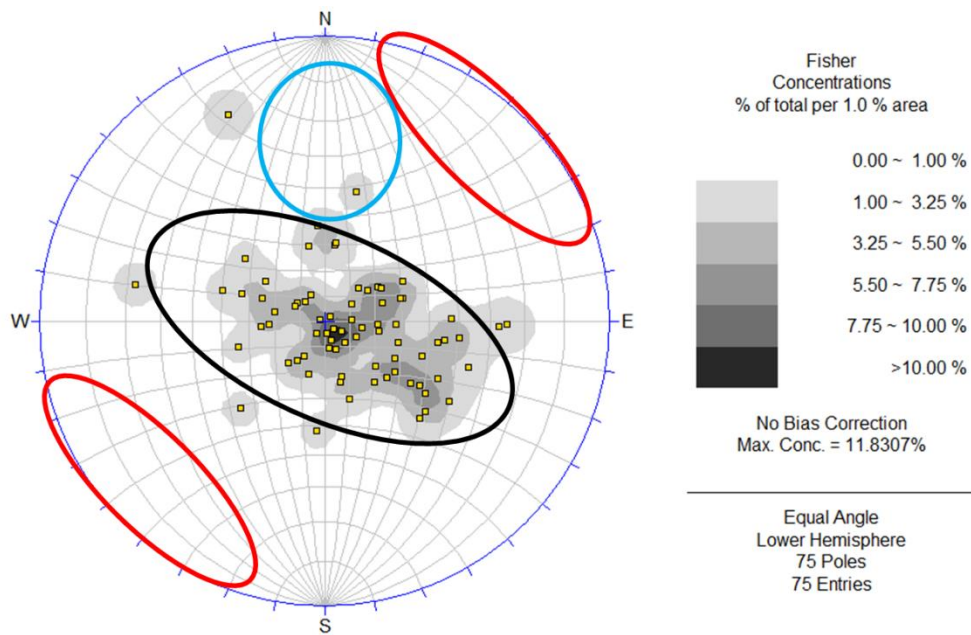 N
W
E
S
Fisher
Concentrations
% of total per 1.0 % area
0.00 ~ 1.00 %
1.00 ~ 3.25 %
3.25 ~ 5.50 %
5.50 ~ 7.75 %
7.75 ~ 10.00 %
>10.00 %
No Bias Correction
Max. Conc. = 11.8307%
Equal Angle
Lower Hemisphere
75 Poles
75 Entries